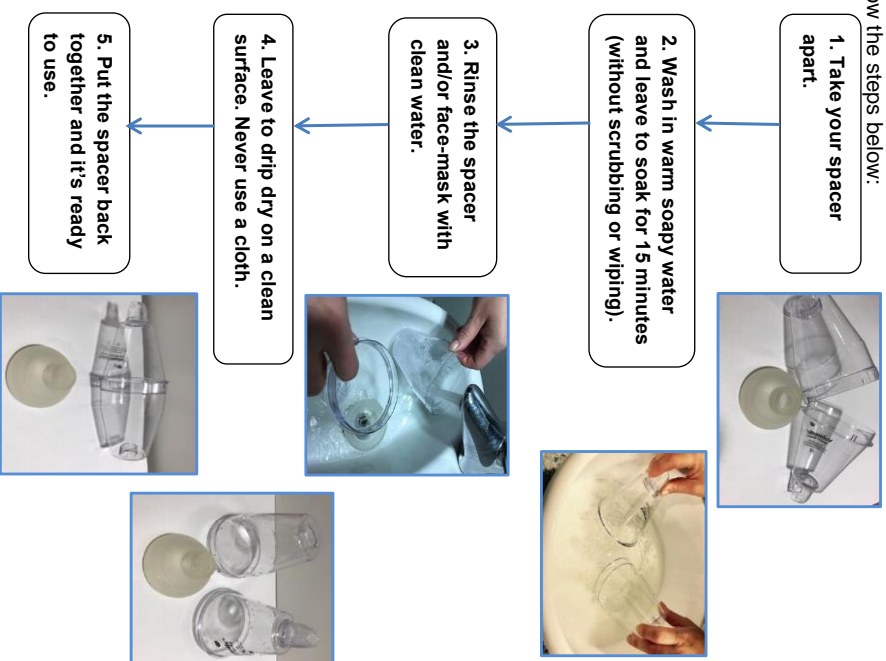 ow the steps below:
1. Take your spacer
apart.
2. Wash in warm soapy water
and leave to soak for 15 minutes
(without scrubbing or wiping).
3. Rinse the spacer
and/or face-mask with
clean water.
4. Leave to drip dry on a clean
surface. Never use a cloth.
5. Put the spacer back
together and it's ready
to use.